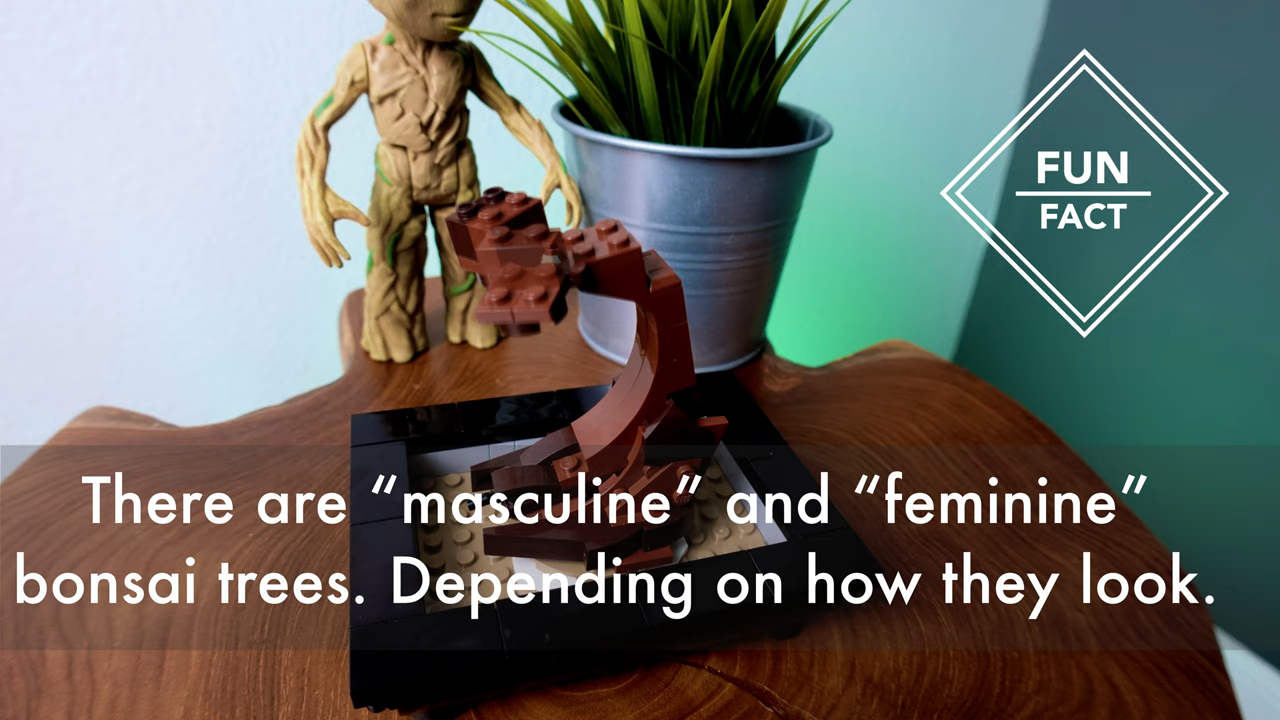 FUN
FACT
There are “masculine” and “feminine”
bonsai trees. Depending on how they look.